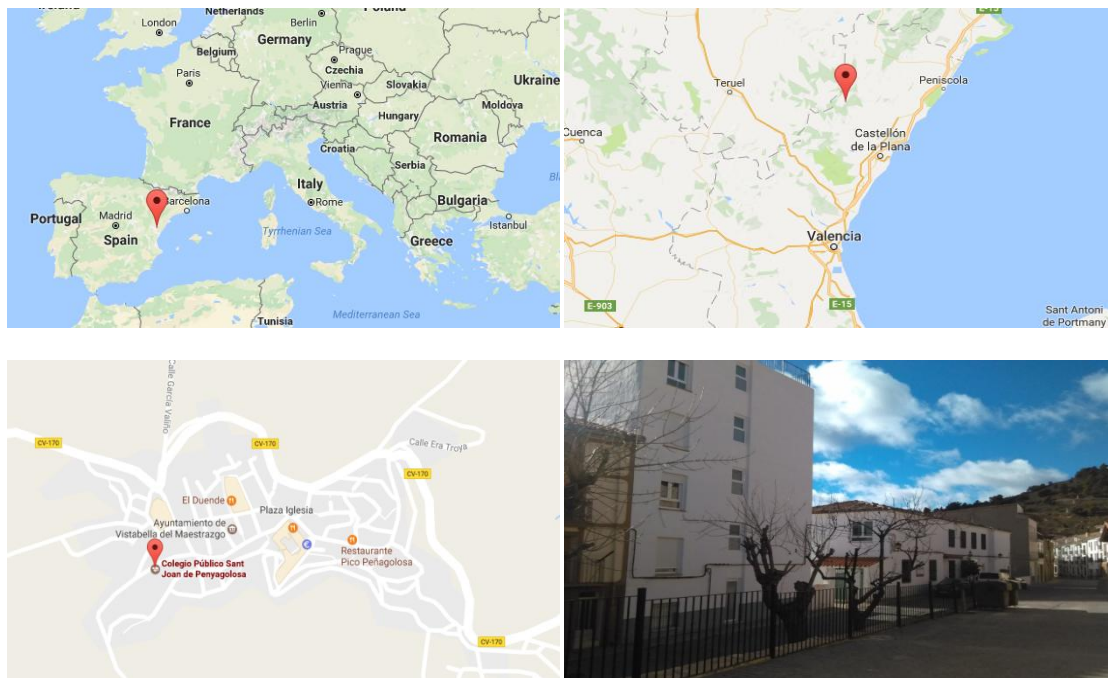 Netherlands
London
Berlin
Poland
Germany
Belgium
Prague
Paris
Czechia
Ukraine
Vienna
Slovakia
Austria
Moldova
Hungary
France
Romania
Croatia
Serbia
Italy
Barcelona
Rome
Bulgaria
Portugal
Madrid
Istanbul
Spain
Tyrrhenian Sea
Greece
Mediterranean Sea
Tunisia
E-15
Teruel
Peniscola
Cuenca
Castellón
de la Plana
Valencia
E-903
E-15
Sant Antoni
de Portmany
Calle García Valiño
CV-170
CV-170
Calle Era Troya
CV-170
El Duende
Plaza Iglesia
Ayuntamiento de
Vistabella del Maestrazgo
Restaurante
Pico Peñagolosa
Colegio Público Sant
Joan de Penyagolosa
CV-170